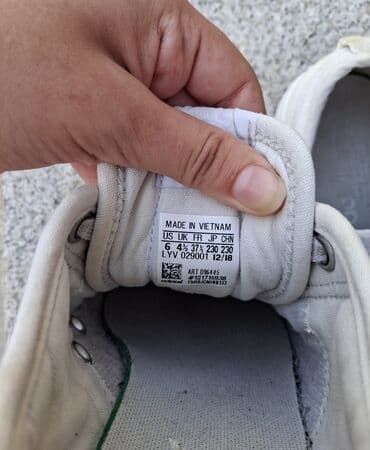 MADE IN VIETNAM
US UK FR JP CHN
6 4½ 37⅓ 230 230
LYV 029001 12/18
ART D96445
adidas